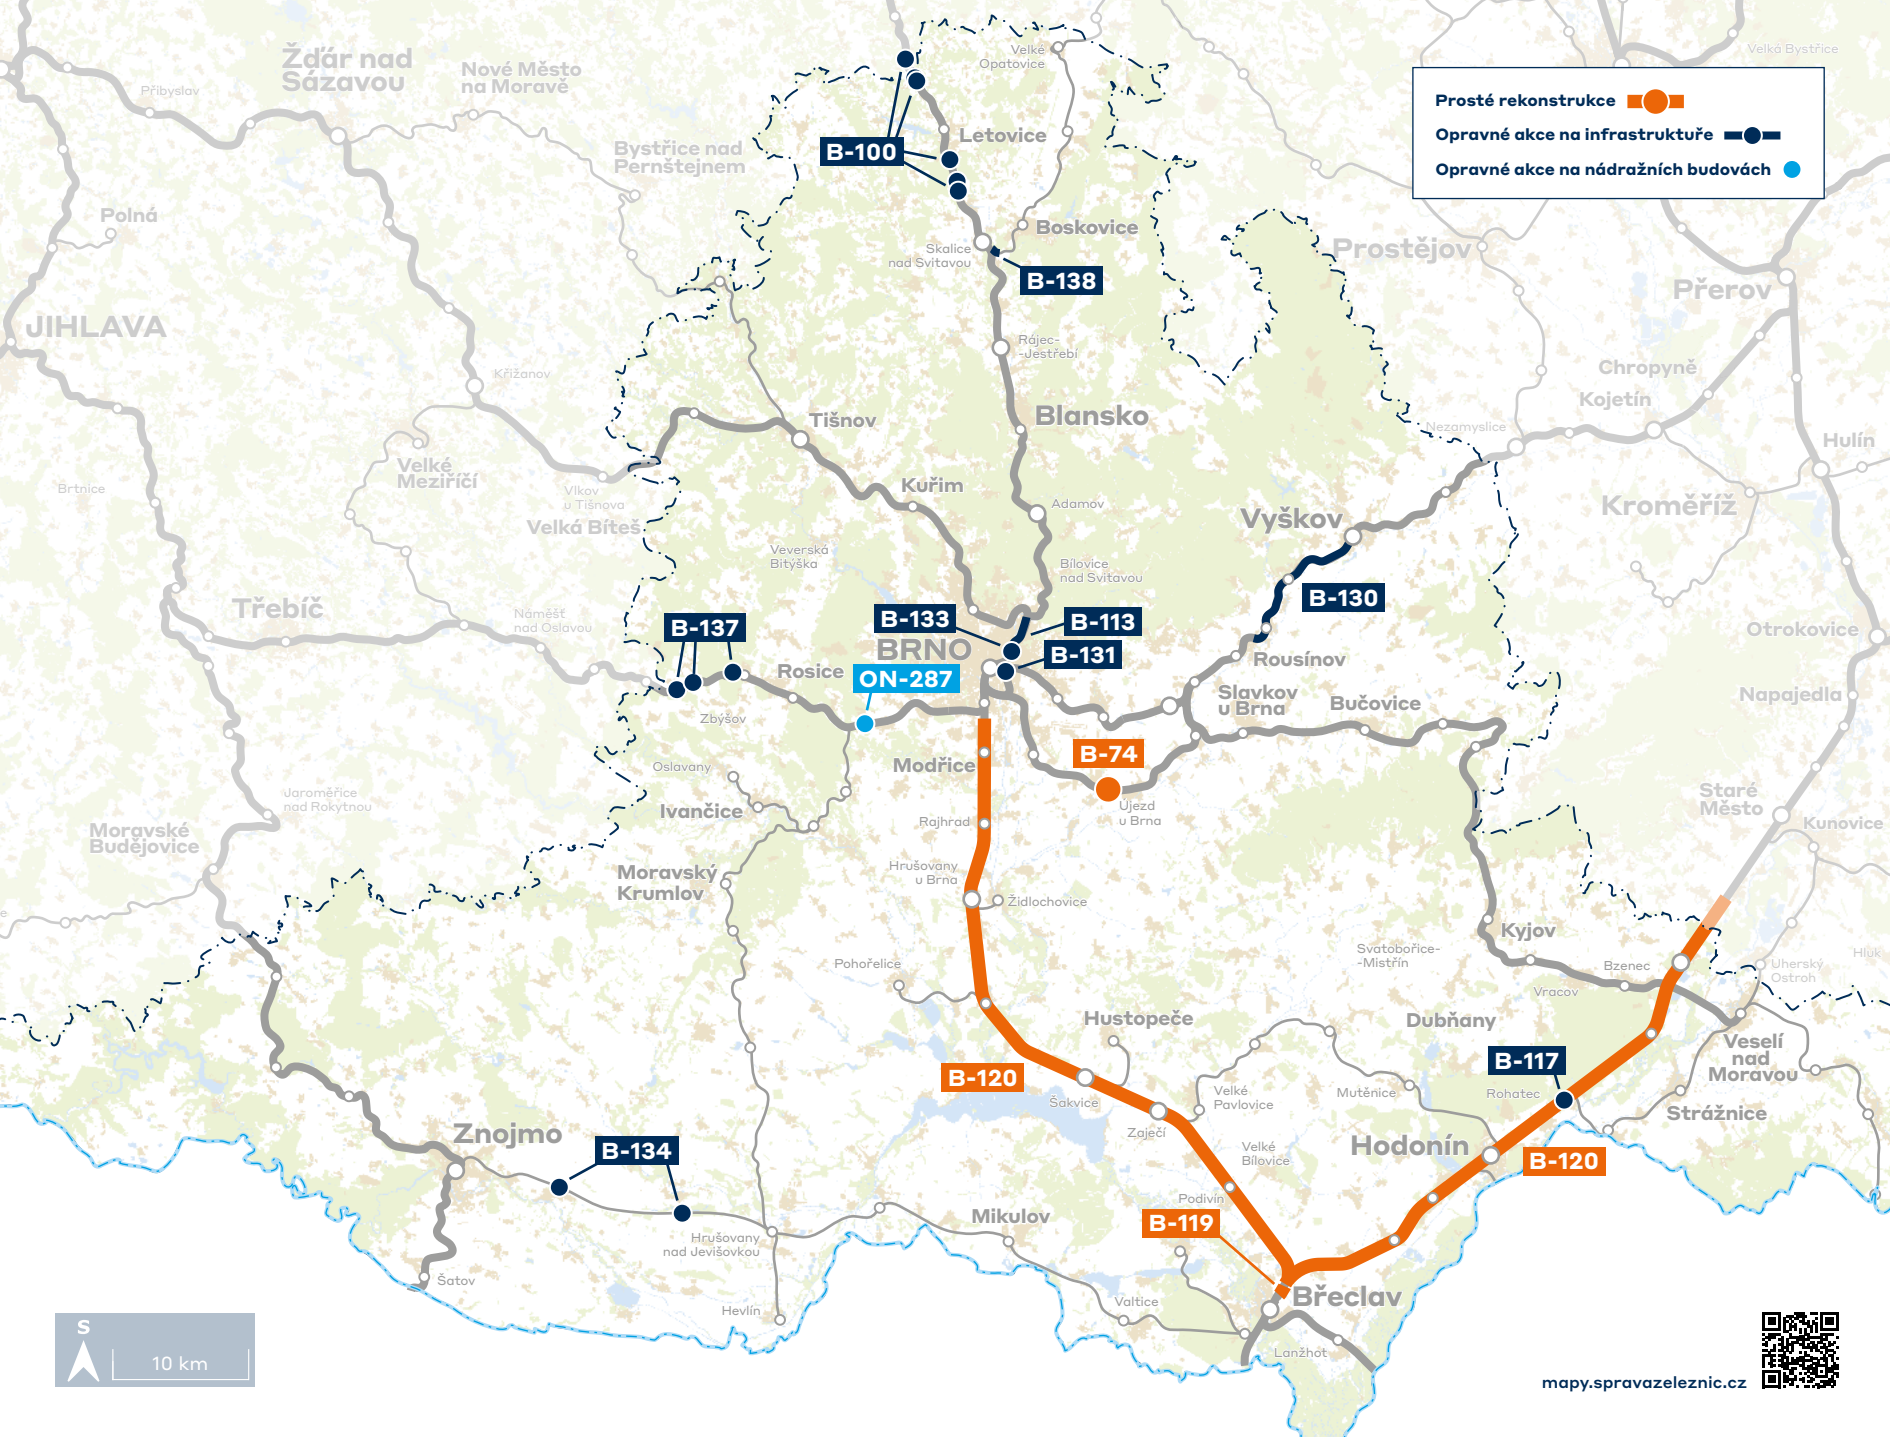 Žďár nad
Sázavou
Nové Město
na Moravě
Přibyslav
Velké
Opatovice
Velká Bystřice
Prosté rekonstrukce
Opravné akce na infrastruktuře
Opravné akce na nádražních budovách
Letovice
B-100
Bystřice nad
Pernštejnem
Polná
Boskovice
Skalice
nad Svitavou
B-138
Prostějov
Přerov
JIHLAVA
Rájec-
-Jestřebí
Křižanov
Chropyně
Kojetín
Tišnov
Blansko
Nezamyslice
Hulín
Velké
Meziříčí
Brtnice
Vlkov
u Tišnova
Velká Bíteš
Kuřim
Adamov
Vyškov
Kroměříž
Veverská
Bitýška
Bílovice
nad Svitavou
B-130
Třebíč
Náměšť
nad Oslavou
B-137
B-133
B-113
BRNO
B-131
Otrokovice
Rosice
ON-287
Rousínov
Slavkov
u Brna
Bučovice
Napajedla
Zbýšov
Modřice
B-74
Oslavany
Ivančice
Újezd
u Brna
Rajhrad
Jaroměřice
nad Rokytnou
Staré
Město
Kunovice
Moravské
Budějovice
Moravský
Krumlov
Hrušovany
u Brna
Židlochovice
e
Kyjov
Svatobořice-
-Mistřín
Bzenec
Uherský
Ostroh
Hluk
Pohořelice
Vracov
Hustopeče
Dubňany
B-117
Veselí
nad
Moravou
B-120
Šakvice
Velké
Pavlovice
Mutěnice
Rohatec
Strážnice
Zaječí
Znojmo
B-134
Velké
Bílovice
Hodonín
B-120
Podivín
B-119
Mikulov
Hrušovany
nad Jevišovkou
Šatov
Břeclav
Hevlín
Valtice
Lanžhot
S
10 km
mapy.spravazeleznic.cz